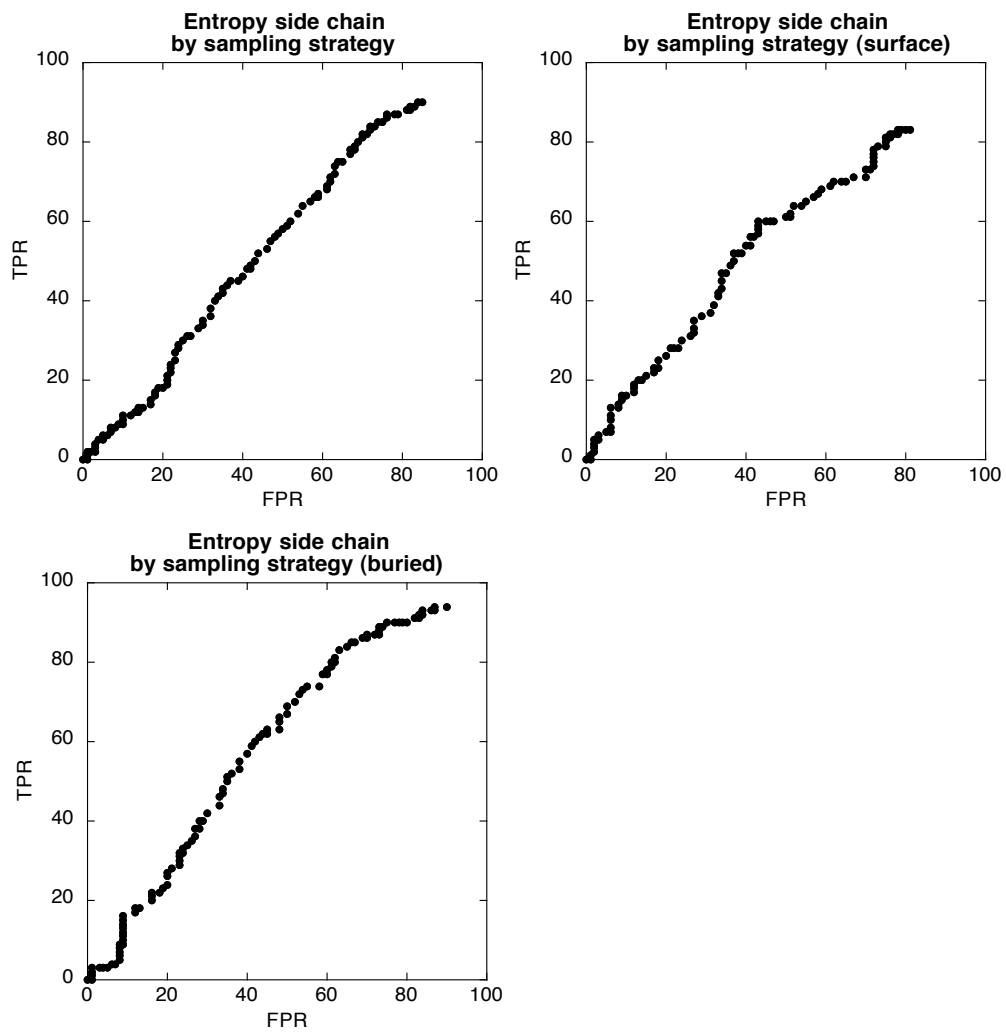 Entropy side chain
by sampling strategy
100
80
60
40
20
0
TPR
0 20 40 60 80 100
FPR
Entropy side chain
by sampling strategy (surface)
100
80
60
40
20
0
TPR
0 20 40 60 80 100
FPR
Entropy side chain
by sampling strategy (buried)
100
80
60
40
20
0
TPR
0 20 40 60 80 100
FPR